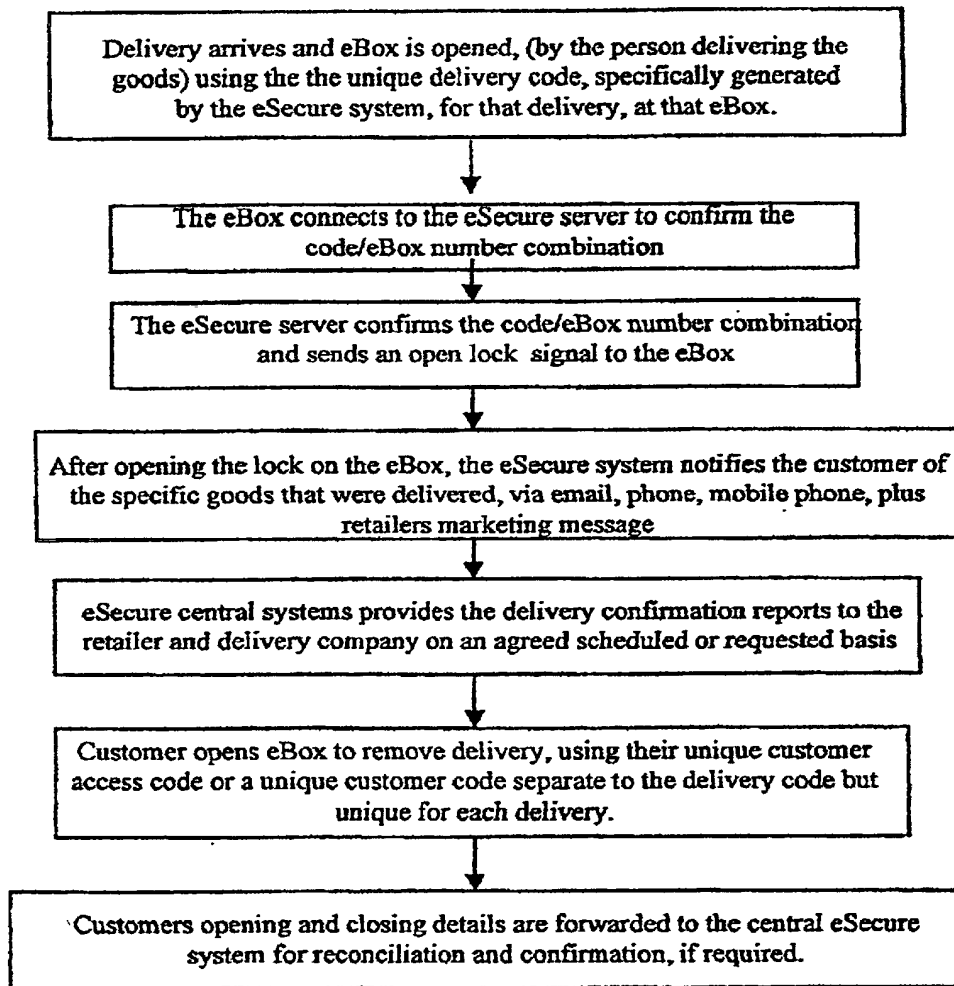 Delivery arrives and eBox is opened, (by the person delivering the
goods) using the the unique delivery code, specifically generated
by the eSecure system, for that delivery, at that eBox.
The eBox connects to the eSecure server to confirm the
code/eBox number combination
The eSecure server confirms the code/eBox number combination
and sends an open lock signal to the eBox
After opening the lock on the eBox, the eSecure system notifies the customer of
the specific goods that were delivered, via email, phone, mobile phone, plus
retailers marketing message
eSecure central systems provides the delivery confirmation reports to the
retailer and delivery company on an agreed scheduled or requested basis
Customer opens eBox to remove delivery, using their unique customer
access code or a unique customer code separate to the delivery code but
unique for each delivery.
Customers opening and closing details are forwarded to the central eSecure
system for reconciliation and confirmation, if required.